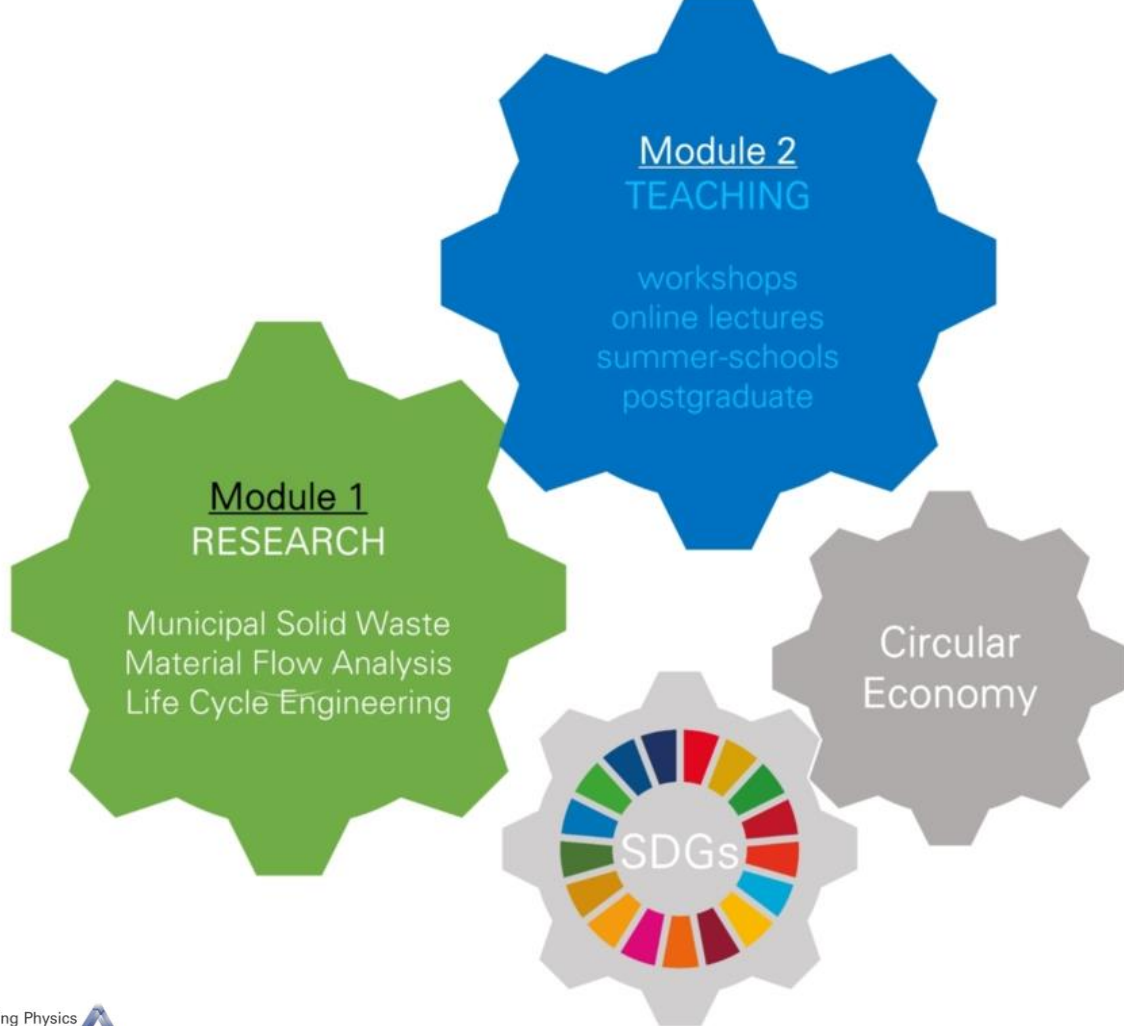 Module 2
TEACHING
workshops
online lectures
summer-schools
postgraduate
Module 1
RESEARCH
Municipal Solid Waste
Material Flow Analysis
Life Cycle Engineering
Circular
Economy
SDGs
ng Physics